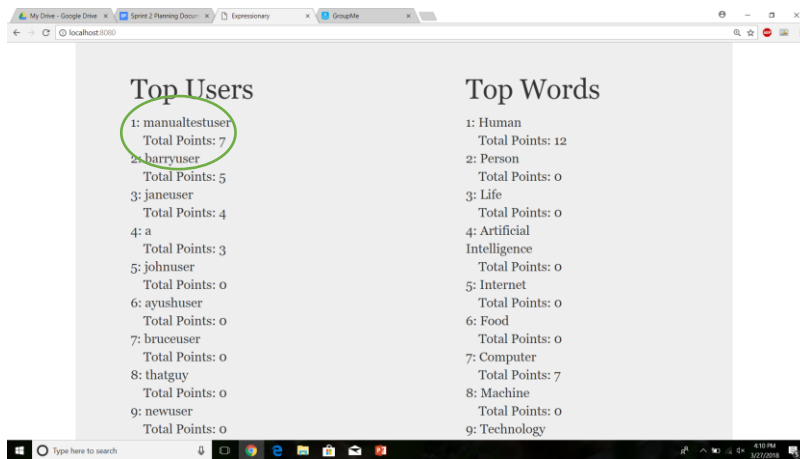 My Drive - Google Drive
Sprint 2 Planning Docum
Expressionary
GroupMe
localhost:8080
Top Users
1: manualtestuser
Total Points: 7
2: barryuser
Total Points: 5
3: janeuser
Total Points: 4
4: a
Total Points: 3
5: johnuser
Total Points: 0
6: ayushuser
Total Points: 0
7: bruceuser
Total Points: 0
8: thatguy
Total Points: 0
9: newuser
Total Points: 0
Top Words
1: Human
Total Points: 12
2: Person
Total Points: 0
3: Life
Total Points: 0
4: Artificial
Intelligence
Total Points: 0
5: Internet
Total Points: 0
6: Food
Total Points: 0
7: Computer
Total Points: 7
8: Machine
Total Points: 0
9: Technology
Type here to search
4:10 PM
3/27/2018